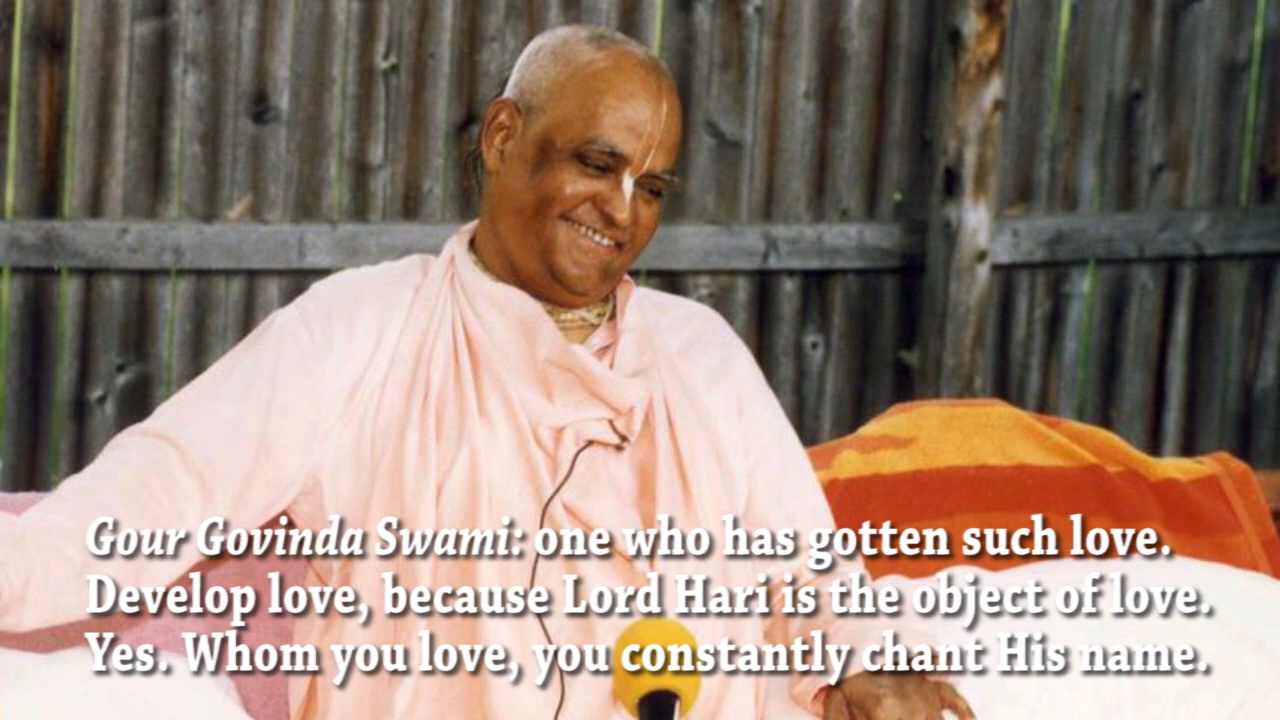 Gour Govinda Swami: one who has gotten such love.
Develop love, because Lord Hari is the object of love.
Yes. Whom you love, you constantly chant His name.